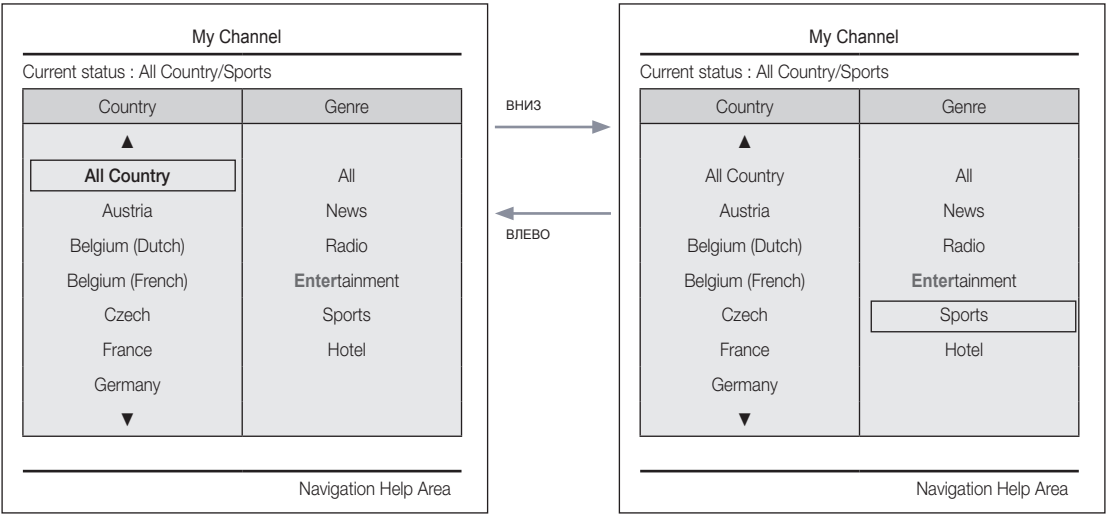 My Channel
Current status : All Country/Sports
Country Genre
▲
All Country All
Austria News
Belgium (Dutch) Radio
Belgium (French) Entertainment
Czech Sports
France Hotel
Germany
▼
Navigation Help Area
ВНИЗ
ВЛЕВО
My Channel
Current status : All Country/Sports
Country Genre
▲
All Country All
Austria News
Belgium (Dutch) Radio
Belgium (French) Entertainment
Czech Sports
France Hotel
Germany
▼
Navigation Help Area